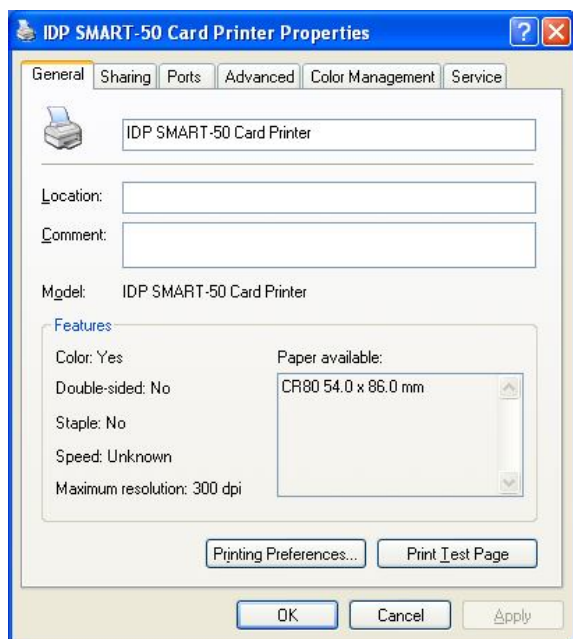 IDP SMART-50 Card Printer Properties
General Sharing Ports Advanced Color Management Service
IDP SMART-50 Card Printer
Location:
Comment:
Model: IDP SMART-50 Card Printer
Features
Color: Yes
Paper available:
Double-sided: No
CR80 54.0 x 86.0 mm
Staple: No
Speed: Unknown
Maximum resolution: 300 dpi
Printing Preferences... Print Test Page
OK Cancel Apply